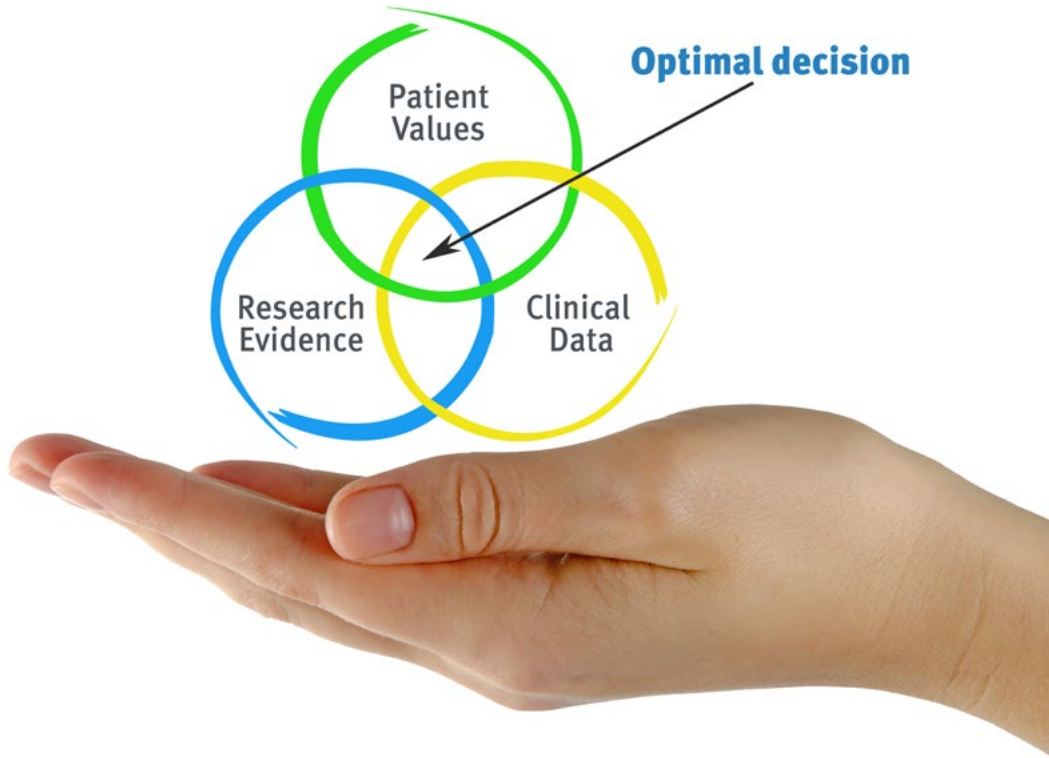 Optimal decision
Patient
Values
Research
Evidence
Clinical
Data